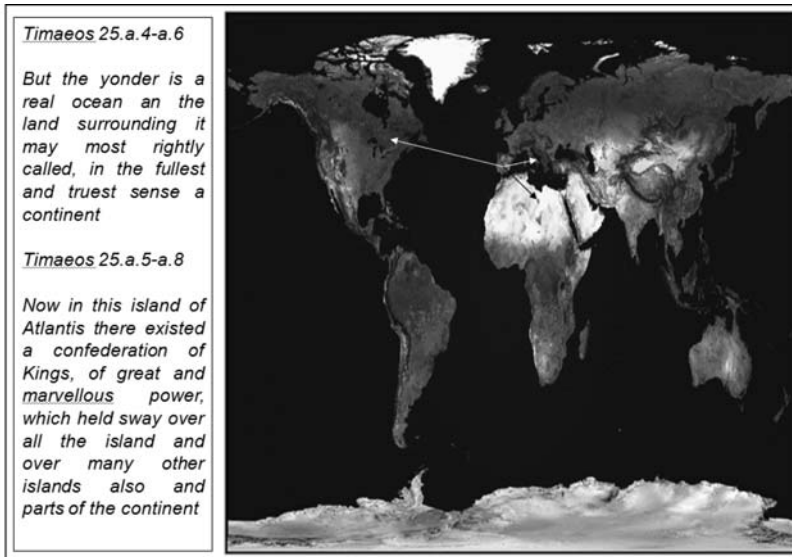 Timaeos 25.a.4-a.6
But the yonder is a
real ocean an the
land surrounding it
may most rightly
called, in the fullest
and truest sense a
continent
Timaeos 25.a.5-a.8
Now in this island of
Atlantis there existed
a confederation of
Kings, of great and
marvellous power,
which held sway over
all the island and
over many other
islands also and
parts of the continent